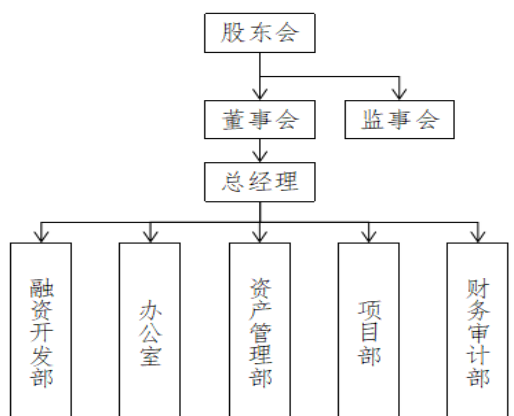 股东会
董事会
监事会
总经理
融资开发部
办公室
资产管理部
项目部
财务审计部